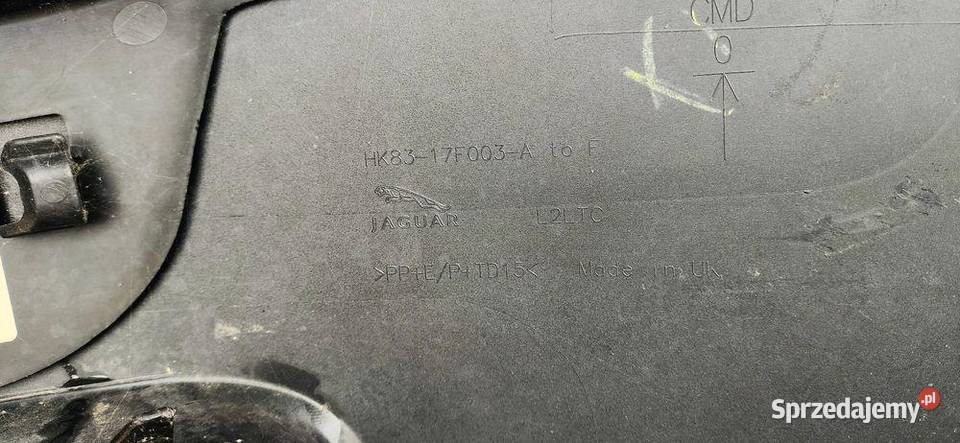 CMD
0
HK83-17F003-A to F
JAGUAR L2LTC
>PP+E/P+TD15< Made in UK
Sprzedajemy.pl